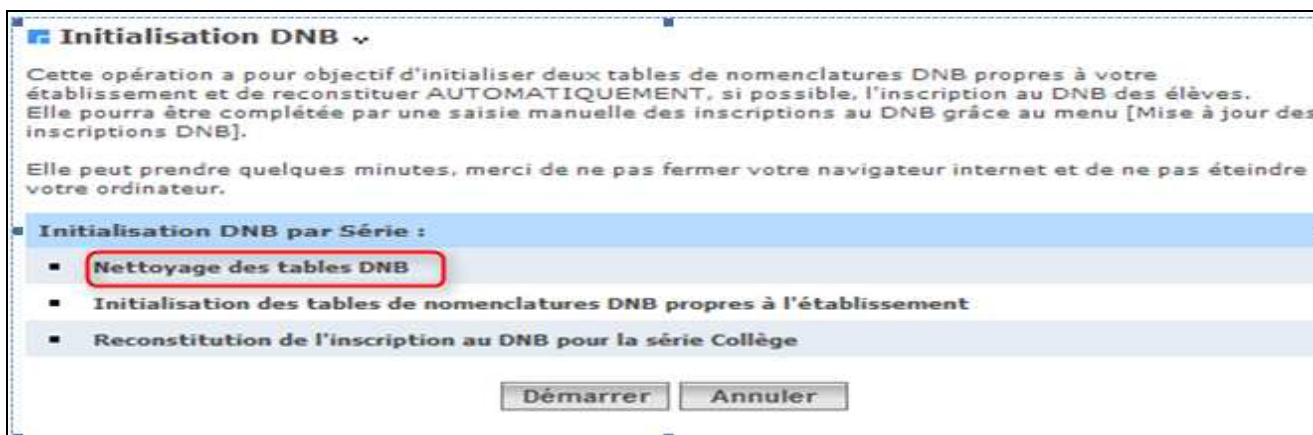 Initialisation DNB
Cette opération a pour objectif d'initialiser deux tables de nomenclatures DNB propres à votre
établissement et de reconstituer AUTOMATIQUEMENT, si possible, l'inscription au DNB des élèves.
Elle pourra être complétée par une saisie manuelle des inscriptions au DNB grâce au menu [Mise à jour des
inscriptions DNB].
Elle peut prendre quelques minutes, merci de ne pas fermer votre navigateur internet et de ne pas éteindre
votre ordinateur.
Initialisation DNB par Série :
▪ Nettoyage des tables DNB
▪ Initialisation des tables de nomenclatures DNB propres à l'établissement
▪ Reconstitution de l'inscription au DNB pour la série Collège
Démarrer Annuler